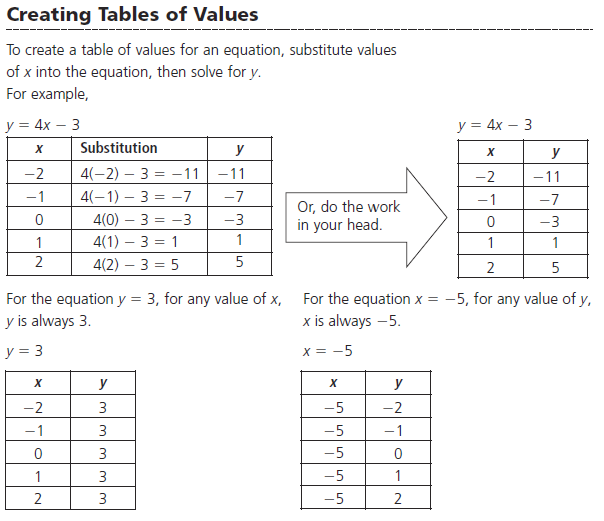 Creating Tables of Values
To create a table of values for an equation, substitute values
of x into the equation, then solve for y.
For example,
y = 4x – 3
x Substitution y
–2 4(–2) – 3 = –11 –11
–1 4(–1) – 3 = –7 –7
0 4(0) – 3 = –3 –3
1 4(1) – 3 = 1 1
2 4(2) – 3 = 5 5
Or, do the work
in your head.
y = 4x – 3
x y
–2 –11
–1 –7
0 –3
1 1
2 5
For the equation y = 3, for any value of x,
y is always 3.
y = 3
x y
–2 3
–1 3
0 3
1 3
2 3
For the equation x = –5, for any value of y,
x is always –5.
x = –5
x y
–5 –2
–5 –1
–5 0
–5 1
–5 2